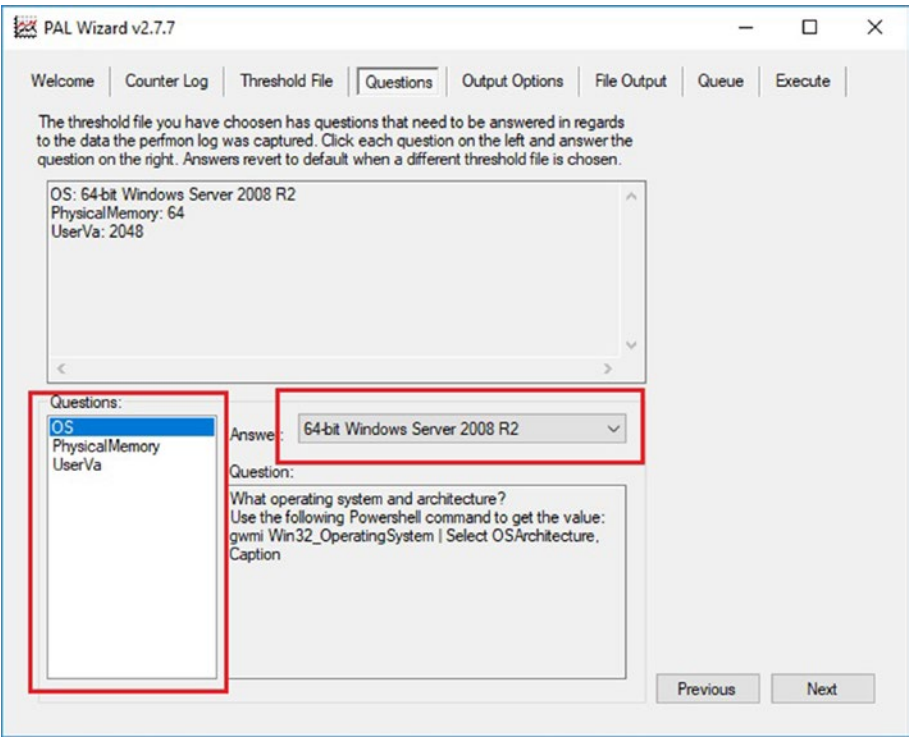 PAL Wizard v2.7.7
Welcome Counter Log Threshold File Questions Output Options File Output Queue Execute
The threshold file you have choosen has questions that need to be answered in regards
to the data the perfmon log was captured. Click each question on the left and answer the
question on the right. Answers revert to default when a different threshold file is chosen.
OS: 64-bit Windows Server 2008 R2
PhysicalMemory: 64
UserVa: 2048
Questions:
OS
PhysicalMemory
UserVa
Answer: 64-bit Windows Server 2008 R2
Question:
What operating system and architecture?
Use the following Powershell command to get the value:
gwmi Win32_OperatingSystem | Select OSArchitecture,
Caption
Previous Next